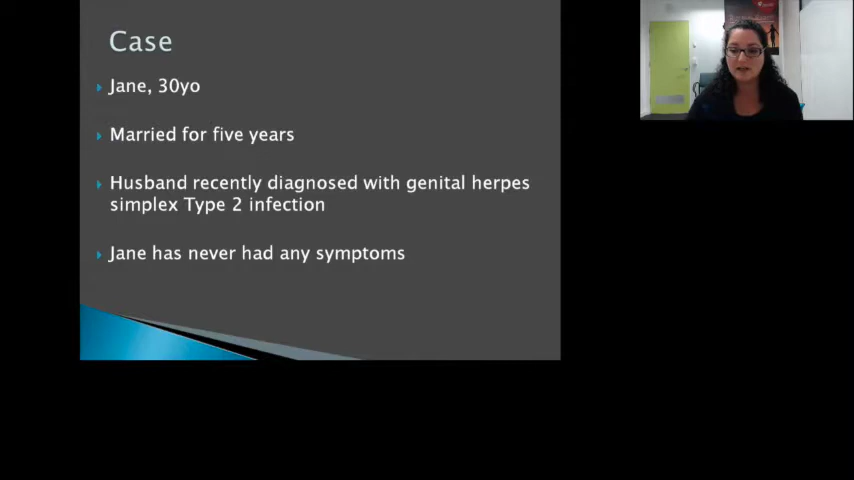 Case
Jane, 30yo
Married for five years
Husband recently diagnosed with genital herpes
simplex Type 2 infection
Jane has never had any symptoms